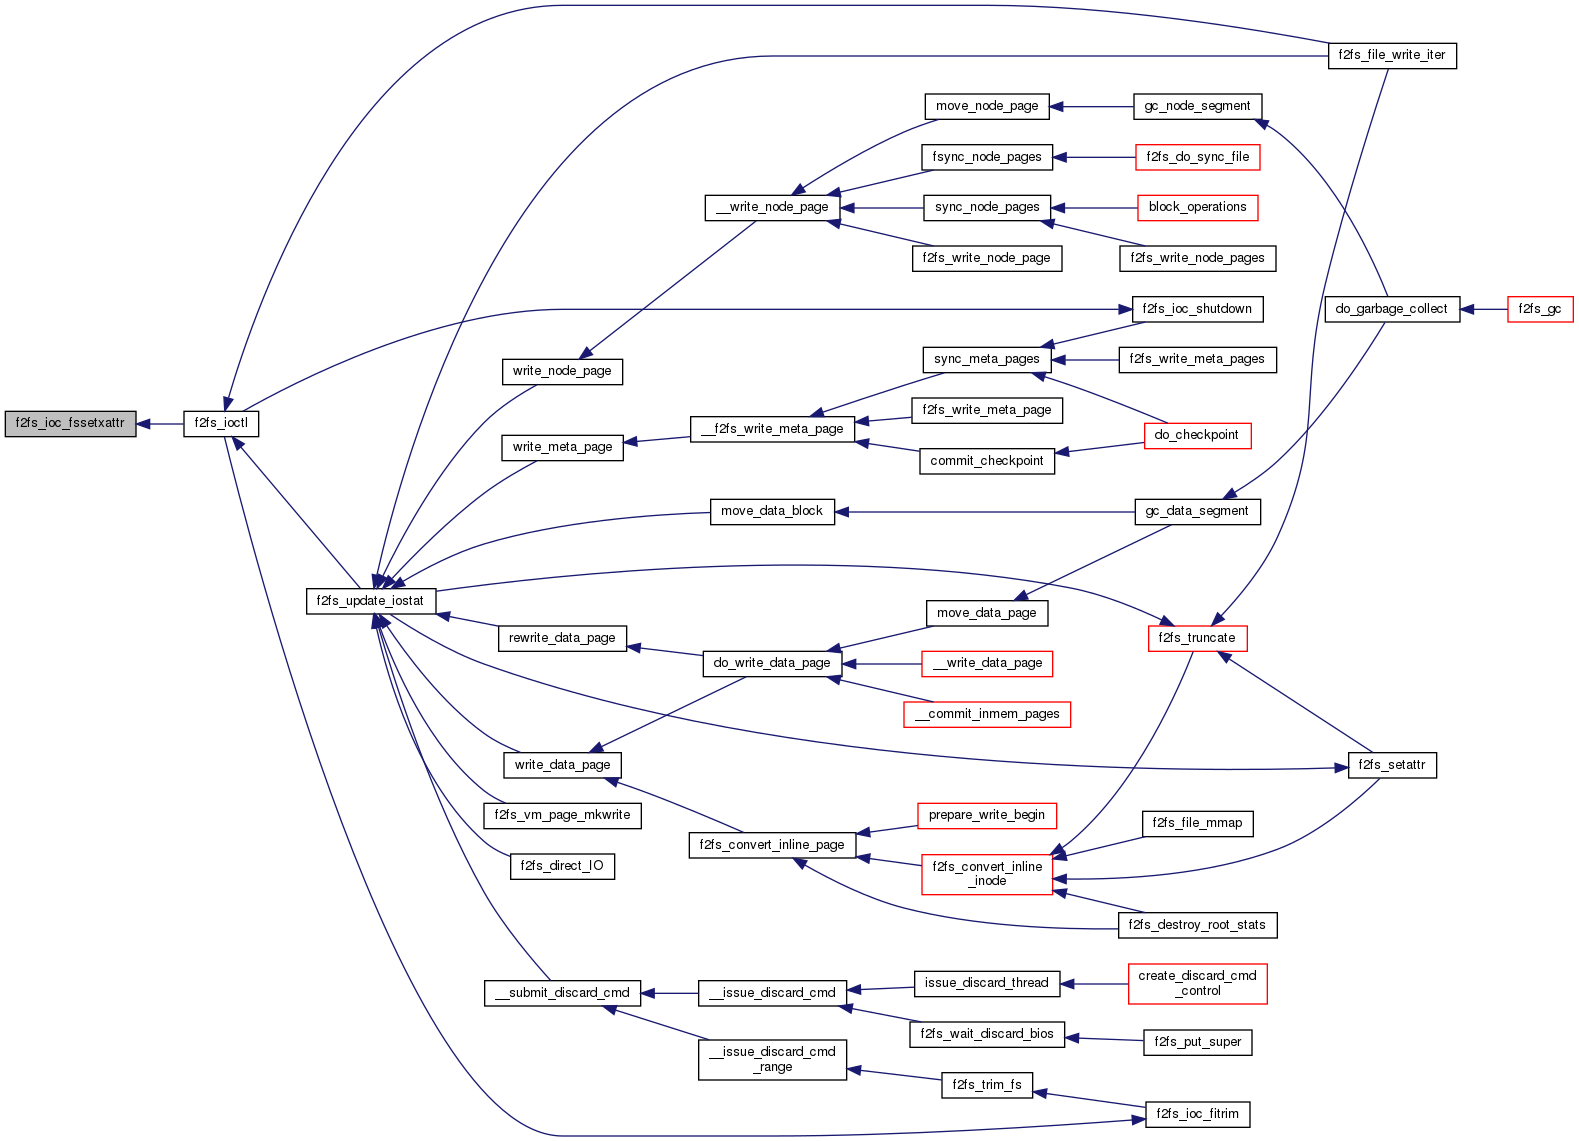 f2fs_file_write_iter
move_node_page
gc_node_segment
fsync_node_pages
f2fs_do_sync_file
__write_node_page
sync_node_pages
block_operations
f2fs_write_node_page
f2fs_write_node_pages
f2fs_ioc_shutdown
do_garbage_collect
f2fs_gc
write_node_page
sync_meta_pages
f2fs_write_meta_pages
f2fs_ioc_fssetxattr
f2fs_ioctl
f2fs_write_meta_page
__f2fs_write_meta_page
do_checkpoint
write_meta_page
commit_checkpoint
move_data_block
gc_data_segment
f2fs_update_iostat
move_data_page
rewrite_data_page
f2fs_truncate
do_write_data_page
__write_data_page
__commit_inmem_pages
write_data_page
f2fs_setattr
f2fs_vm_page_mkwrite
prepare_write_begin
f2fs_file_mmap
f2fs_convert_inline_page
f2fs_direct_IO
f2fs_convert_inline
_inode
f2fs_destroy_root_stats
__submit_discard_cmd
__issue_discard_cmd
issue_discard_thread
create_discard_cmd
_control
f2fs_wait_discard_bios
f2fs_put_super
__issue_discard_cmd
_range
f2fs_trim_fs
f2fs_ioc_fitrim